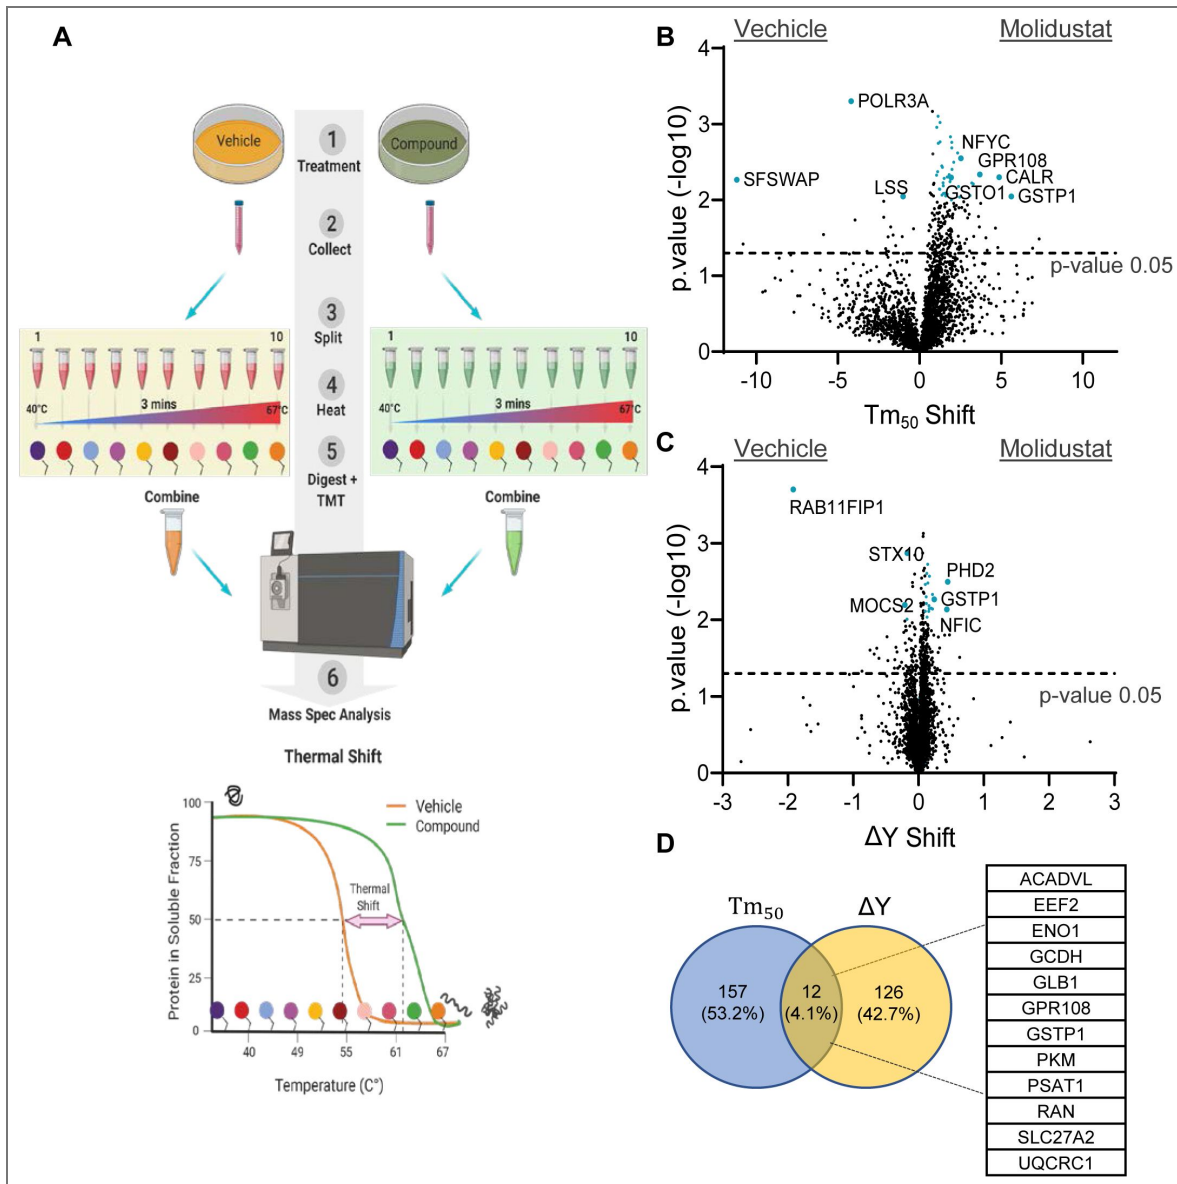 A
Vehicle
Compound
1
Treatment
2
Collect
3
Split
4
Heat
5
Digest +
TMT
1
10
3 mins
40°C
67°C
1
10
3 mins
40°C
67°C
Combine
Combine
6
Mass Spec Analysis
Thermal Shift
100
75
50
25
0
Protein in Soluble Fraction
Vehicle
Compound
Thermal
Shift
40
49
55
61
67
Temperature (C°)
B
Vechicle
Molidustat
4
3
2
1
0
p.value (-log10)
POLR3A
SFSWAP
LSS
NFYC
GPR108
CALR
GSTO1
GSTP1
p-value 0.05
-10
-5
0
5
10
Tm50 Shift
C
Vechicle
Molidustat
4
3
2
1
0
p.value (-log10)
RAB11FIP1
STX10
PHD2
MOCS2
GSTP1
NFIC
p-value 0.05
-3
-2
-1
0
1
2
3
ΔY Shift
D
Tm50
ΔY
157
(53.2%)
12
(4.1%)
126
(42.7%)
ACADVL
EEF2
ENO1
GCDH
GLB1
GPR108
GSTP1
PKM
PSAT1
RAN
SLC27A2
UQCRC1